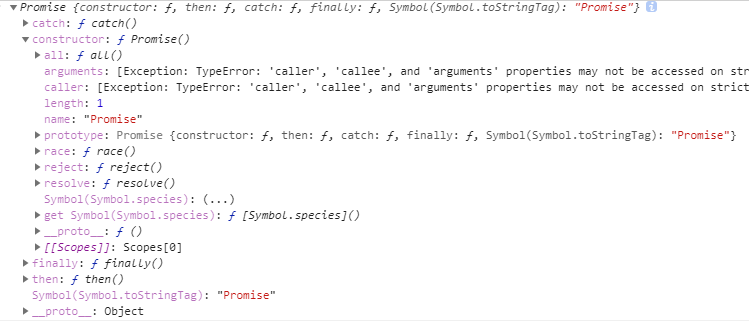 Promise {constructor: ƒ, then: ƒ, catch: ƒ, finally: ƒ, Symbol(Symbol.toStringTag): "Promise"} i
catch: ƒ catch()
constructor: ƒ Promise()
all: ƒ all()
arguments: [Exception: TypeError: 'caller', 'callee', and 'arguments' properties may not be accessed on str
caller: [Exception: TypeError: 'caller', 'callee', and 'arguments' properties may not be accessed on strict
length: 1
name: "Promise"
prototype: Promise {constructor: ƒ, then: ƒ, catch: ƒ, finally: ƒ, Symbol(Symbol.toStringTag): "Promise"}
race: ƒ race()
reject: ƒ reject()
resolve: ƒ resolve()
Symbol(Symbol.species): (...)
get Symbol(Symbol.species): ƒ [Symbol.species]()
__proto__: ƒ ()
[[Scopes]]: Scopes[0]
finally: ƒ finally()
then: ƒ then()
Symbol(Symbol.toStringTag): "Promise"
__proto__: Object